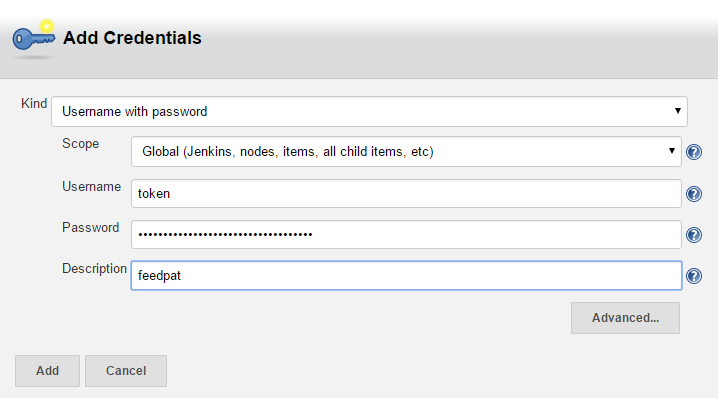 Add Credentials
Kind Username with password
Scope Global (Jenkins, nodes, items, all child items, etc)
Username token
Password •••••••••••••••••••••••••••••••••••
Description feedpat
Advanced...
Add Cancel